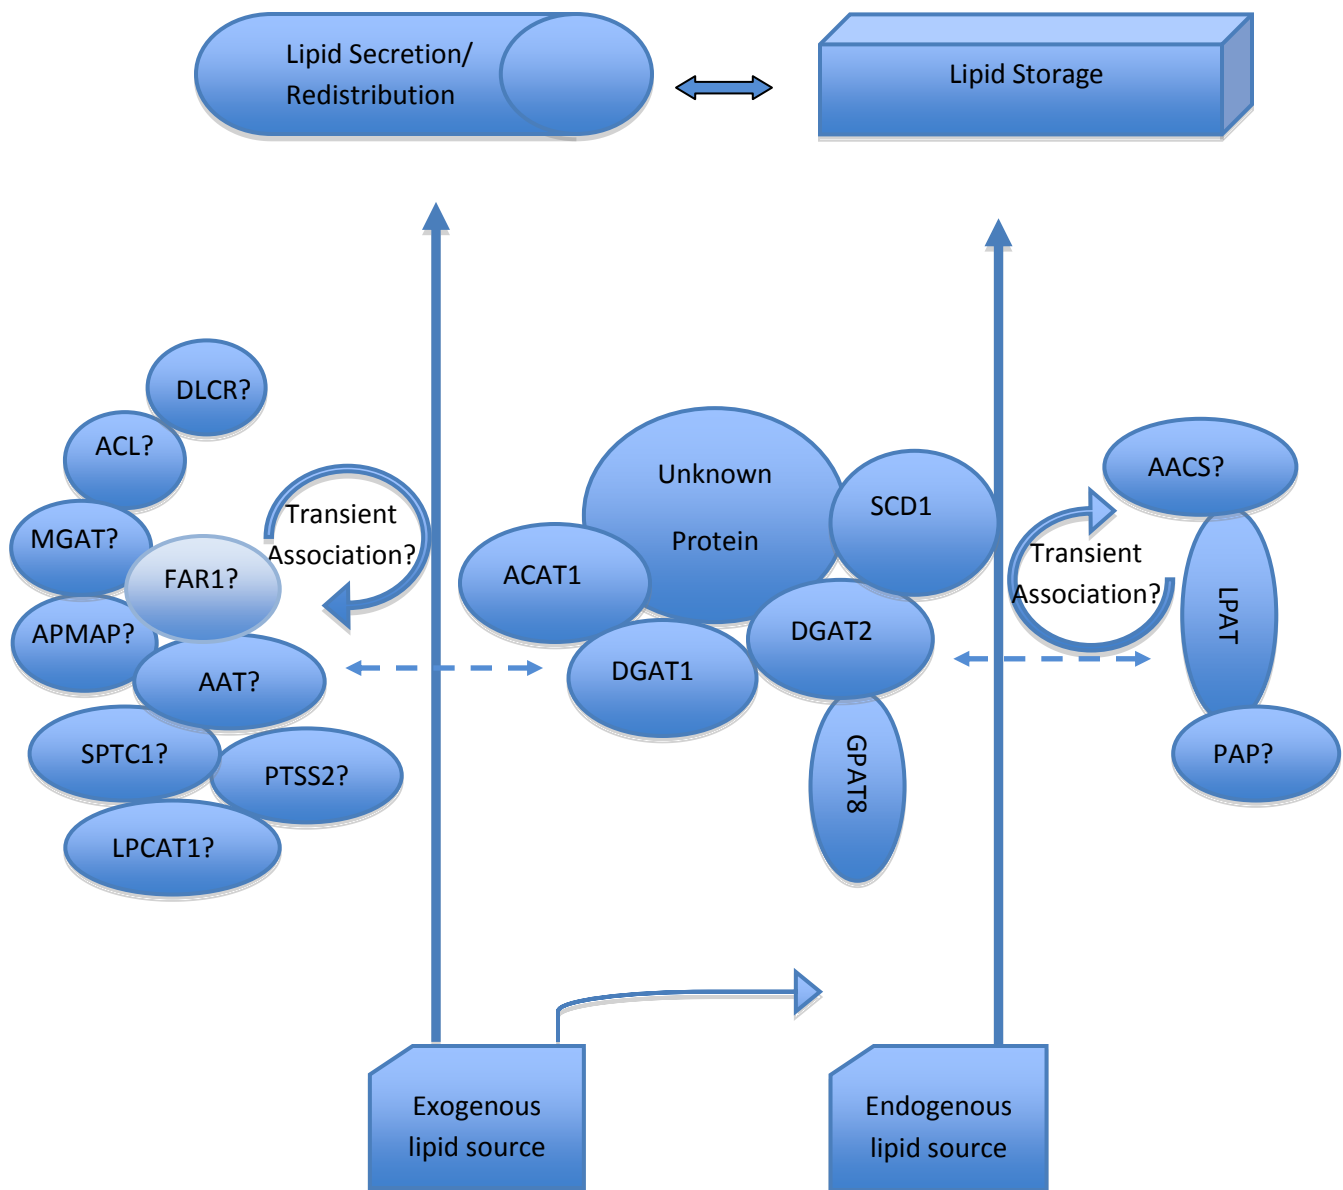 Lipid Secretion/
Redistribution
Lipid Storage
DLCR?
ACL?
MGAT?
FAR1?
APMAP?
AAT?
SPTC1?
PTSS2?
LPCAT1?
Transient
Association?
Unknown
Protein
SCD1
ACAT1
DGAT2
DGAT1
GPAT8
AACS?
Transient
Association?
LPAT
PAP?
Exogenous
lipid source
Endogenous
lipid source